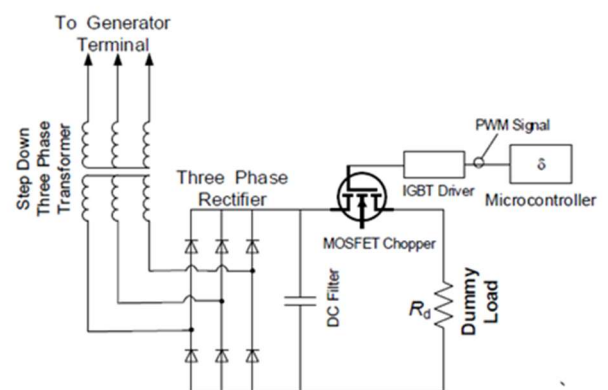 To Generator
Terminal
Step Down
Three Phase
Transformer
Three Phase
Rectifier
PWM Signal
δ
IGBT Driver
Microcontroller
MOSFET Chopper
DC Filter
Rd
Dummy
Load